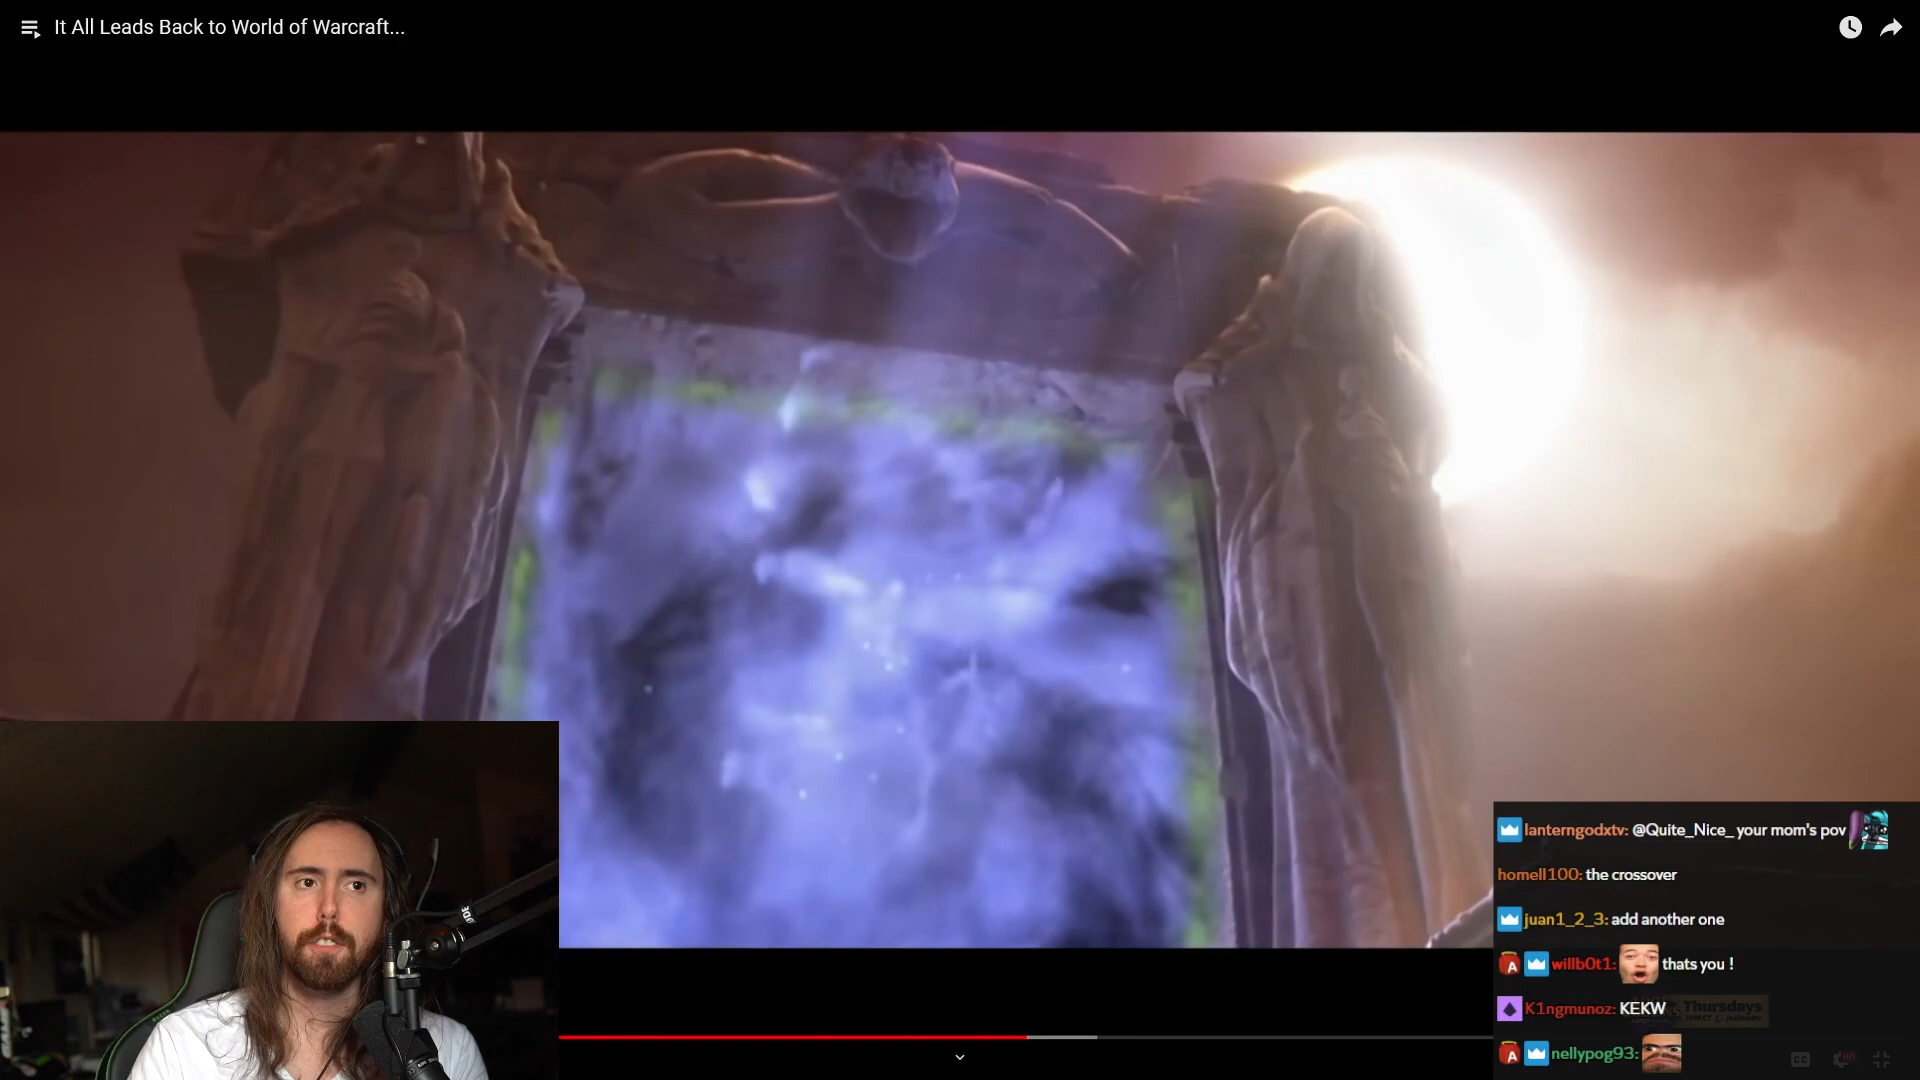 It All Leads Back to World of Warcraft...
lanterngodxtv: @Quite_Nice_ your mom's pov
homell100: the crossover
juan1_2_3: add another one
willb0t1: thats you !
K1ngmunoz: KEKW
Thursdays
nellypog93: